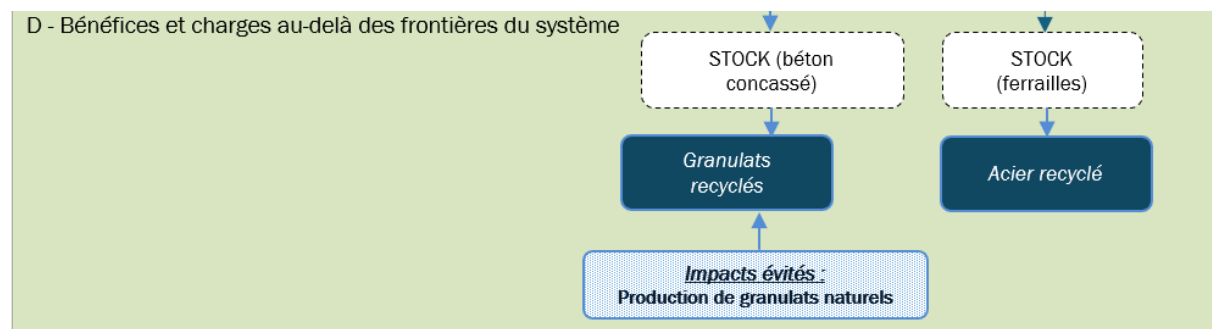 D - Bénéfices et charges au-delà des frontières du système
STOCK (béton
concassé)
STOCK
(ferrailles)
Granulats
recyclés
Acier recyclé
Impacts évités :
Production de granulats naturels